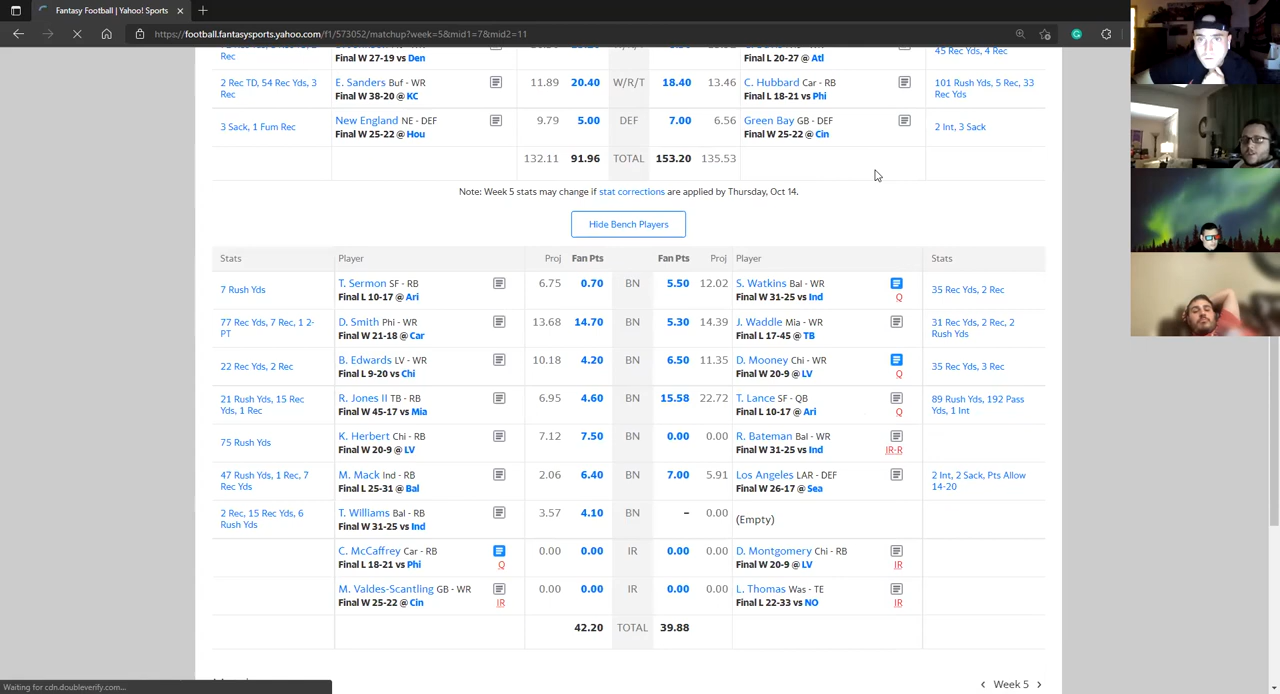 Fantasy Football | Yahoo! Sports
https://football.fantasysports.yahoo.com/f1/573052/matchup?week=5&mid1=7&mid2=11
Rec
Final W 27-19 vs Den
Final L 20-27 @ Atl
45 Rec Yds, 4 Rec
2 Rec TD, 54 Rec Yds, 3
Rec
E. Sanders Buf - WR
Final W 38-20 @ KC
11.89 20.40 W/R/T 18.40 13.46
C. Hubbard Car - RB
Final L 18-21 vs Phi
101 Rush Yds, 5 Rec, 33
Rec Yds
3 Sack, 1 Fum Rec
New England NE - DEF
Final W 25-22 @ Hou
9.79 5.00 DEF 7.00 6.56
Green Bay GB - DEF
Final W 25-22 @ Cin
2 Int, 3 Sack
132.11 91.96 TOTAL 153.20 135.53
Note: Week 5 stats may change if stat corrections are applied by Thursday, Oct 14.
Hide Bench Players
Stats Player Proj Fan Pts Fan Pts Proj Player Stats
7 Rush Yds
T. Sermon SF - RB
Final L 10-17 @ Ari
6.75 0.70 BN 5.50 12.02
S. Watkins Bal - WR
Final W 31-25 vs Ind
Q
35 Rec Yds, 2 Rec
77 Rec Yds, 7 Rec, 1 2-
PT
D. Smith Phi - WR
Final W 21-18 @ Car
13.68 14.70 BN 5.30 14.39
J. Waddle Mia - WR
Final L 17-45 @ TB
31 Rec Yds, 2 Rec, 2
Rush Yds
22 Rec Yds, 2 Rec
B. Edwards LV - WR
Final L 9-20 vs Chi
10.18 4.20 BN 6.50 11.35
D. Mooney Chi - WR
Final W 20-9 @ LV
Q
35 Rec Yds, 3 Rec
21 Rush Yds, 15 Rec
Yds, 1 Rec
R. Jones II TB - RB
Final W 45-17 vs Mia
6.95 4.60 BN 15.58 22.72
T. Lance SF - QB
Final L 10-17 @ Ari
Q
89 Rush Yds, 192 Pass
Yds, 1 Int
75 Rush Yds
K. Herbert Chi - RB
Final W 20-9 @ LV
7.12 7.50 BN 0.00 0.00
R. Bateman Bal - WR
Final W 31-25 vs Ind
IR-R
47 Rush Yds, 1 Rec, 7
Rec Yds
M. Mack Ind - RB
Final L 25-31 @ Bal
2.06 6.40 BN 7.00 5.91
Los Angeles LAR - DEF
Final W 26-17 @ Sea
2 Int, 2 Sack, Pts Allow
14-20
2 Rec, 15 Rec Yds, 6
Rush Yds
T. Williams Bal - RB
Final W 31-25 vs Ind
3.57 4.10 BN – 0.00
(Empty)
C. McCaffrey Car - RB
Final L 18-21 vs Phi
Q
0.00 0.00 IR 0.00 0.00
D. Montgomery Chi - RB
Final W 20-9 @ LV
IR
M. Valdes-Scantling GB - WR
Final W 25-22 @ Cin
IR
0.00 0.00 IR 0.00 0.00
L. Thomas Was - TE
Final L 22-33 vs NO
IR
42.20 TOTAL 39.88
Week 5
Waiting for cdn.doubleverify.com...